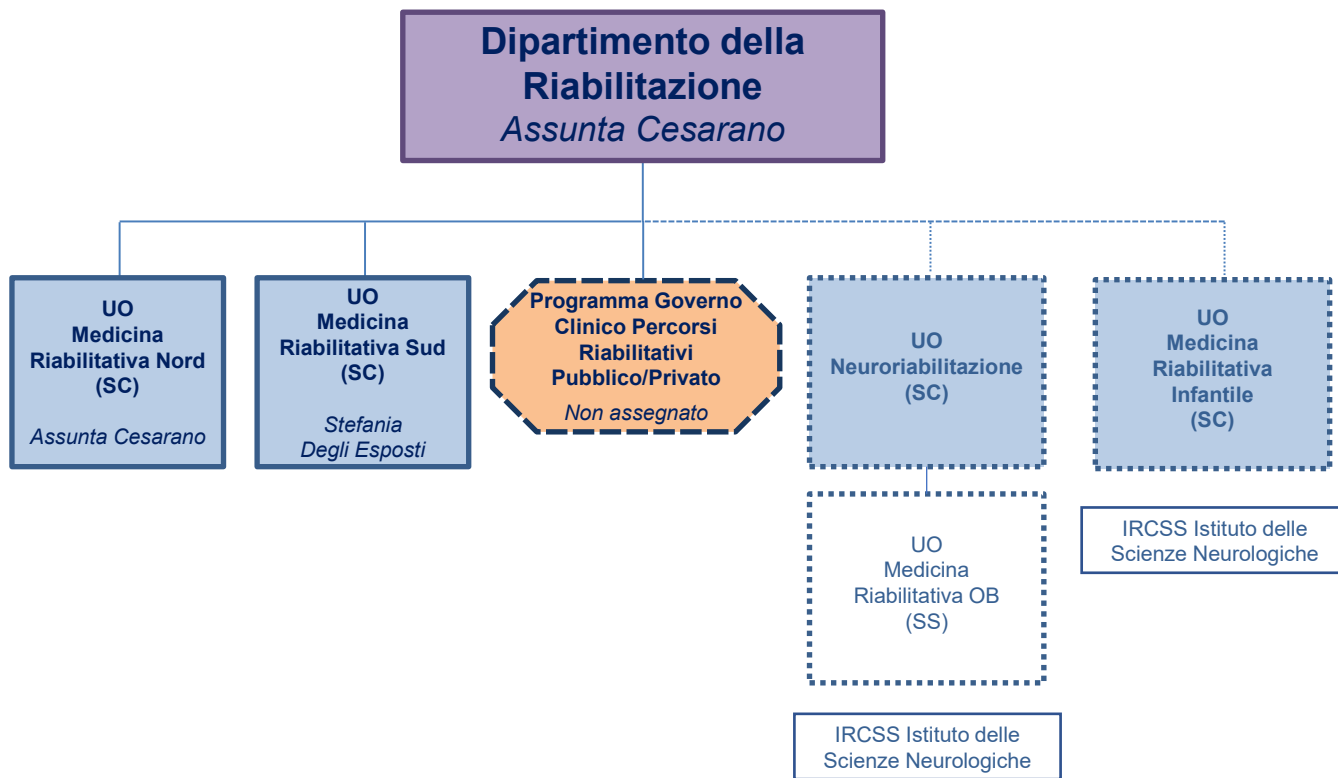 Dipartimento della
Riabilitazione
Assunta Cesarano
UO
Medicina
Riabilitativa Nord
(SC)
Assunta Cesarano
UO
Medicina
Riabilitativa Sud
(SC)
Stefania
Degli Esposti
Programma Governo
Clinico Percorsi
Riabilitativi
Pubblico/Privato
Non assegnato
UO
Neuroriabilitazione
(SC)
UO
Medicina
Riabilitativa OB
(SS)
IRCSS Istituto delle
Scienze Neurologiche
UO
Medicina
Riabilitativa
Infantile
(SC)
IRCSS Istituto delle
Scienze Neurologiche